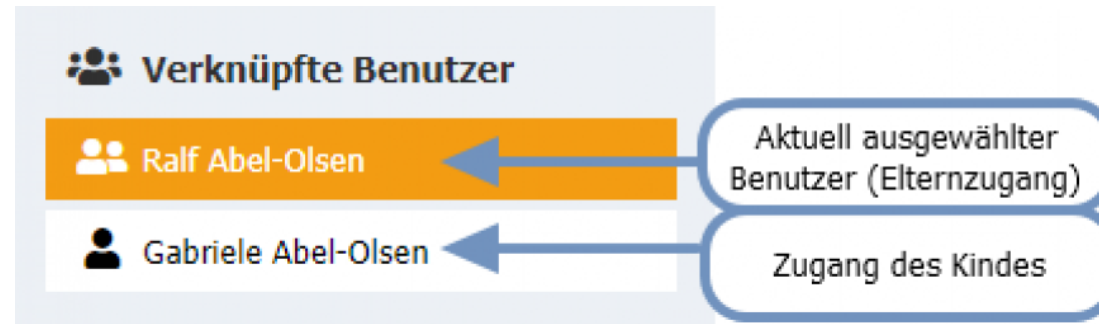 Verknüpfte Benutzer
Ralf Abel-Olsen
Aktuell ausgewählter
Benutzer (Elternzugang)
Gabriele Abel-Olsen
Zugang des Kindes